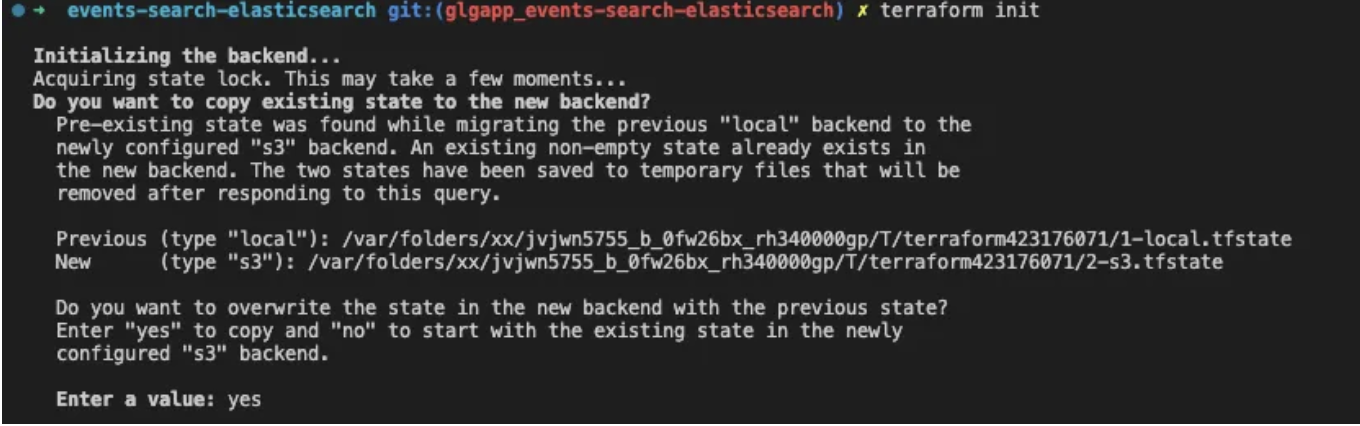 → events-search-elasticsearch git:(glgapp_events-search-elasticsearch) ✗ terraform init
Initializing the backend...
Acquiring state lock. This may take a few moments...
Do you want to copy existing state to the new backend?
Pre-existing state was found while migrating the previous "local" backend to the
newly configured "s3" backend. An existing non-empty state already exists in
the new backend. The two states have been saved to temporary files that will be
removed after responding to this query.
Previous (type "local"): /var/folders/xx/jvjwn5755_b_0fw26bx_rh340000gp/T/terraform423176071/1-local.tfstate
New (type "s3"): /var/folders/xx/jvjwn5755_b_0fw26bx_rh340000gp/T/terraform423176071/2-s3.tfstate
Do you want to overwrite the state in the new backend with the previous state?
Enter "yes" to copy and "no" to start with the existing state in the newly
configured "s3" backend.
Enter a value: yes